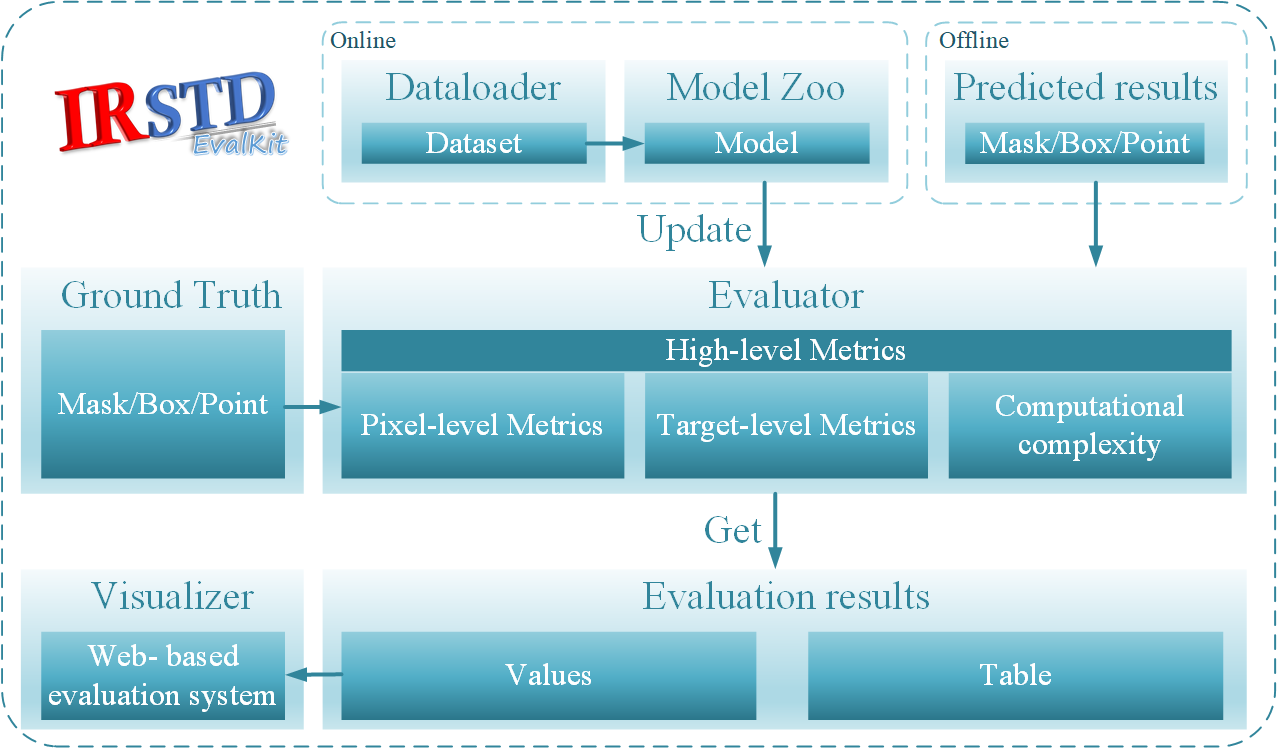 IRSTD
EvalKit
Online
Dataloader
Dataset
Model Zoo
Model
Offline
Predicted results
Mask/Box/Point
Update
Ground Truth
Mask/Box/Point
Evaluator
High-level Metrics
Pixel-level Metrics
Target-level Metrics
Computational
complexity
Get
Visualizer
Web- based
evaluation system
Evaluation results
Values
Table